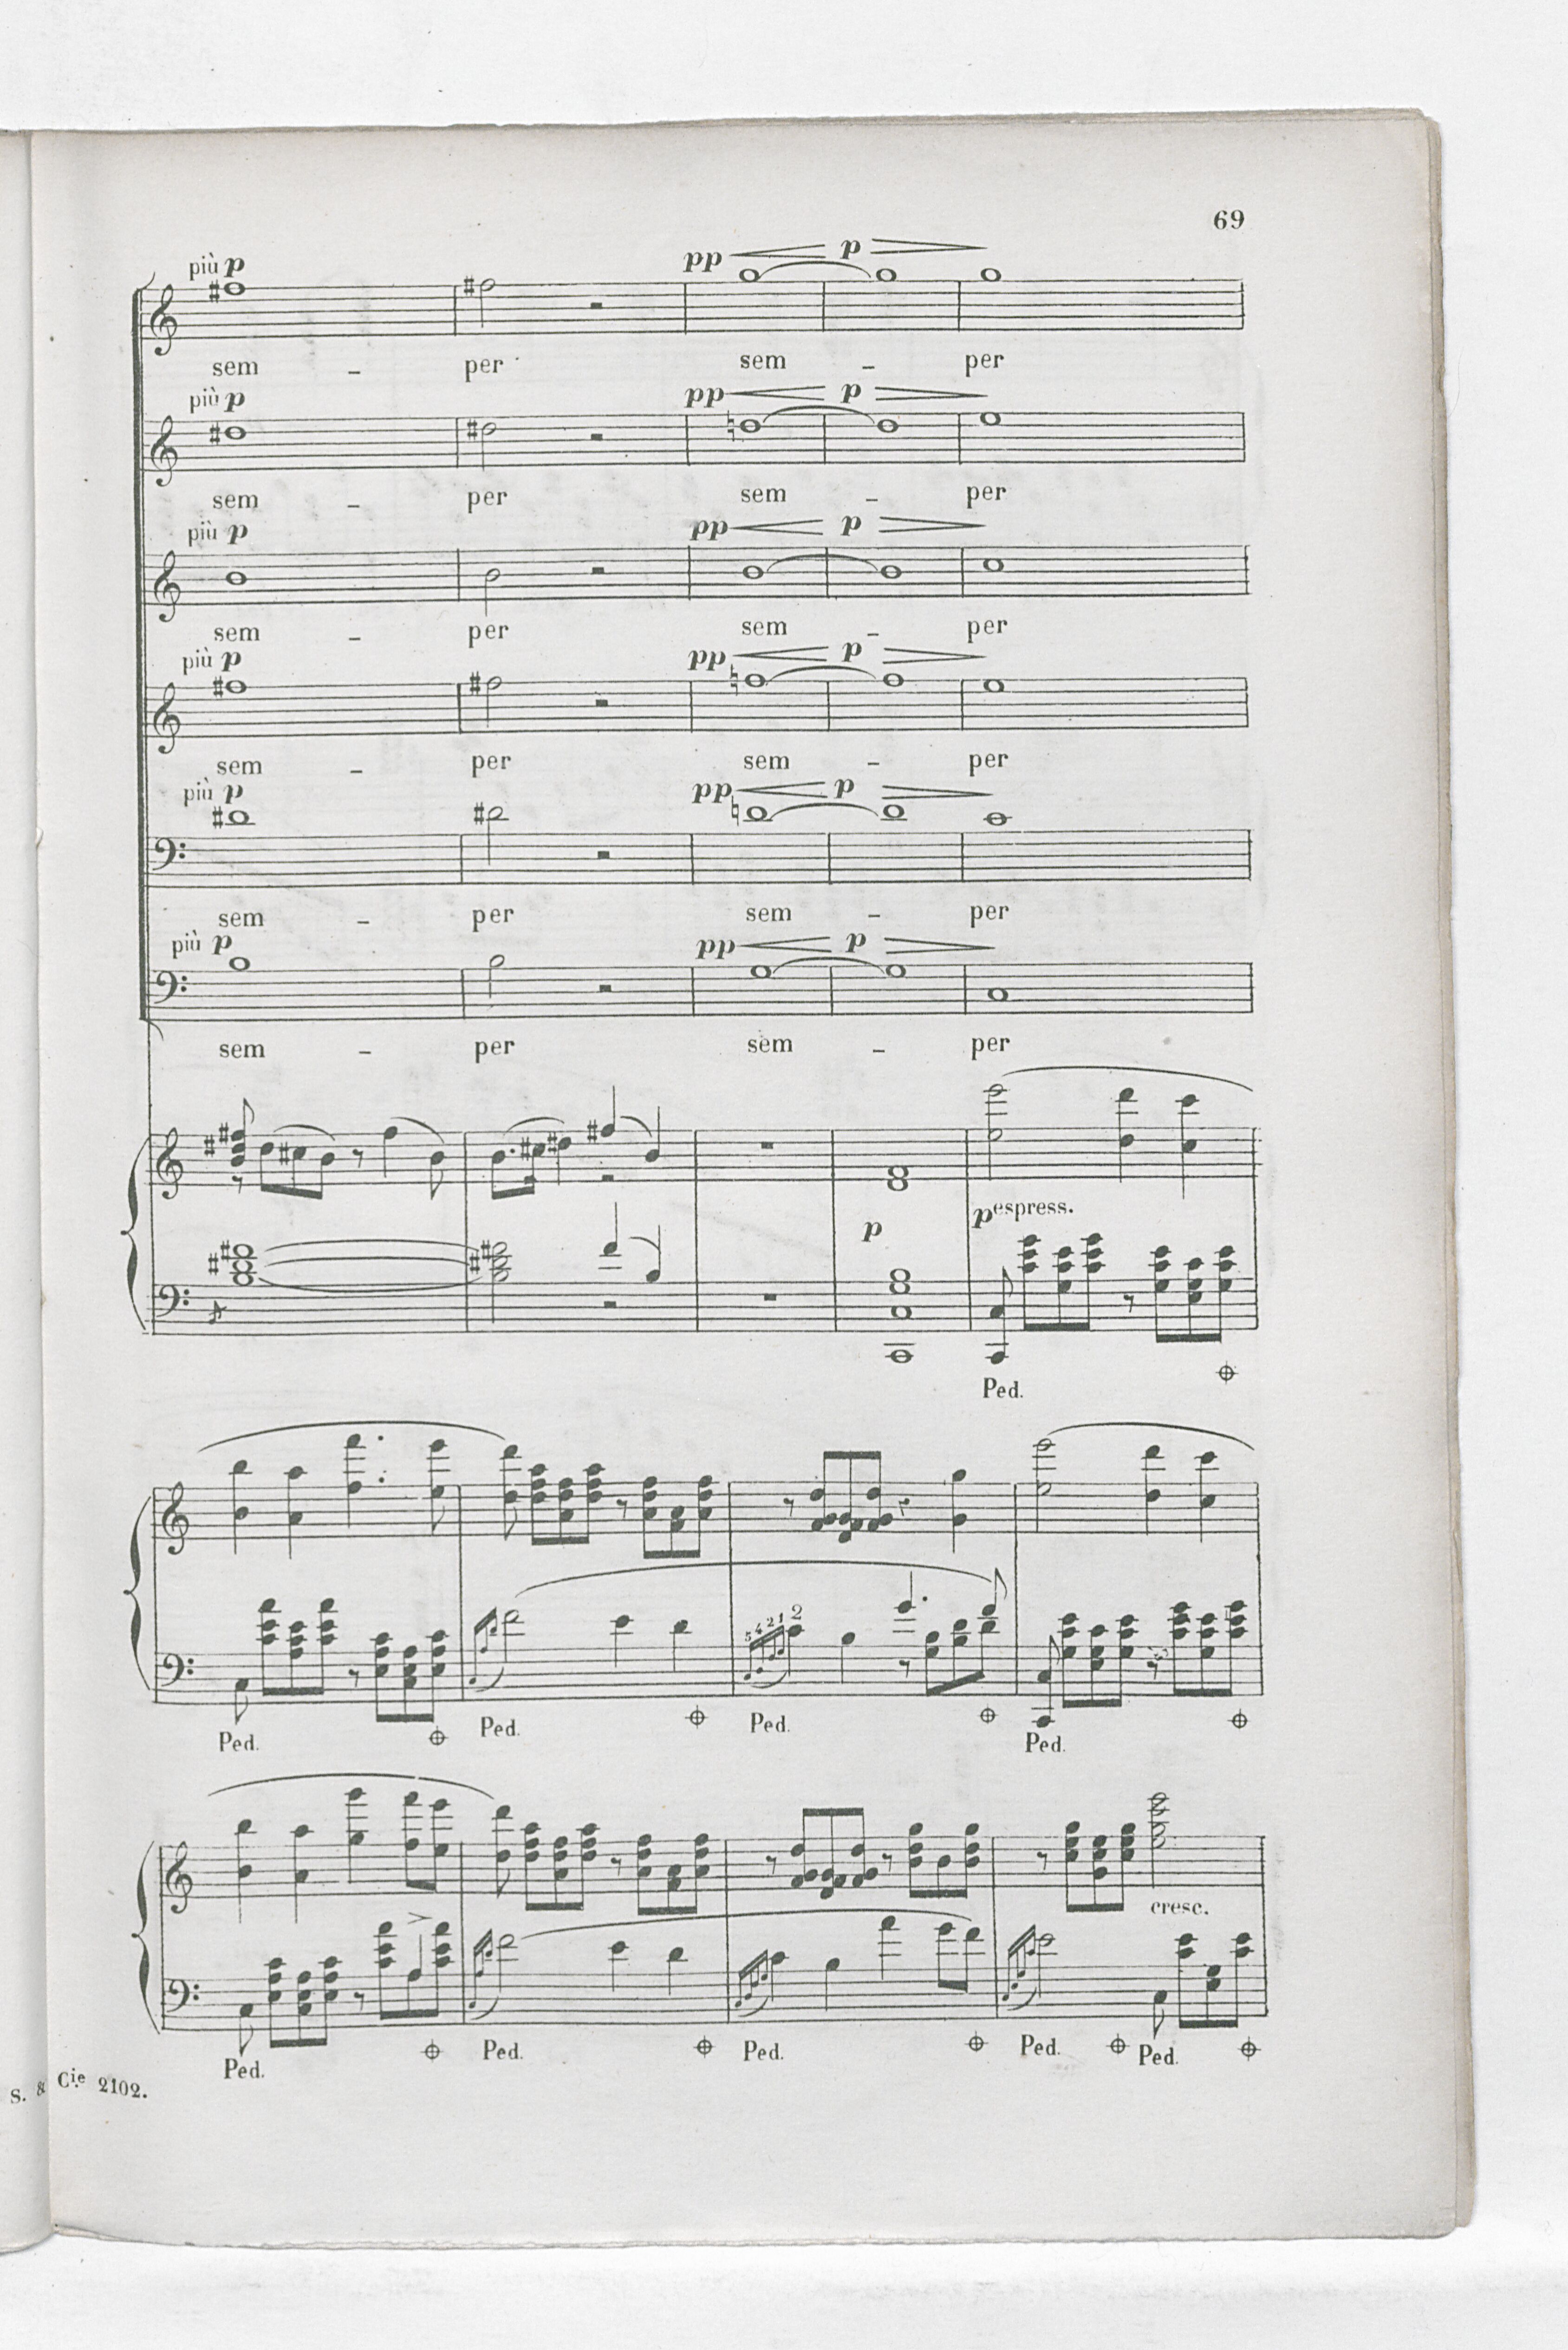 69
più p pp p
sem - per sem - per
più p pp p
sem - per sem - per
più p pp p
sem - per sem - per
più p pp p
sem - per sem - per
più p pp p
sem - per sem - per
più p pp p
sem - per sem - per
p p espress.
Ped.
5 4 2 1 2
Ped. Ped. Ped. Ped.
cresc.
Ped. Ped. Ped. Ped. Ped.
S. & Cie 2102.